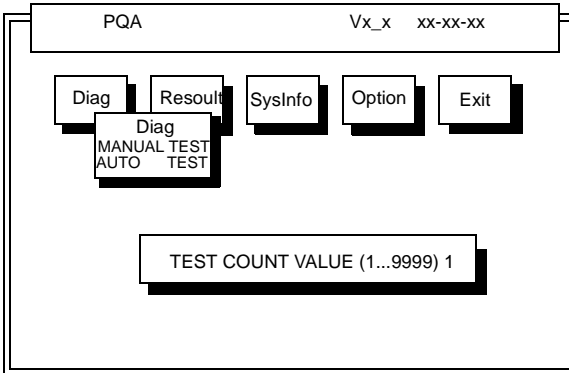 PQA Vx_x xx-xx-xx
Diag Resoult SysInfo Option Exit
Diag
MANUAL TEST
AUTO TEST
TEST COUNT VALUE (1...9999) 1